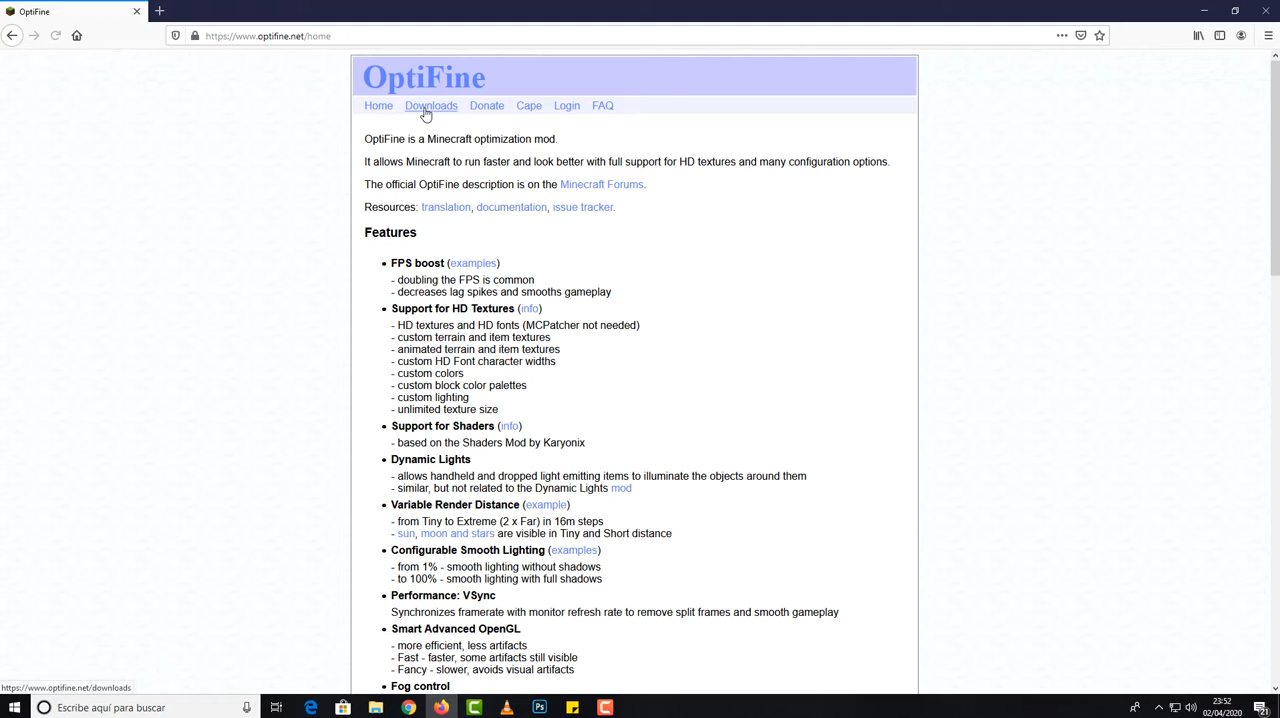 OptiFine
https://www.optifine.net/home
OptiFine
Home Downloads Donate Cape Login FAQ
OptiFine is a Minecraft optimization mod.
It allows Minecraft to run faster and look better with full support for HD textures and many configuration options.
The official OptiFine description is on the Minecraft Forums.
Resources: translation, documentation, issue tracker.
Features
• FPS boost (examples)
- doubling the FPS is common
- decreases lag spikes and smooths gameplay
• Support for HD Textures (info)
- HD textures and HD fonts (MCPatcher not needed)
- custom terrain and item textures
- animated terrain and item textures
- custom HD Font character widths
- custom colors
- custom block color palettes
- custom lighting
- unlimited texture size
• Support for Shaders (info)
- based on the Shaders Mod by Karyonix
• Dynamic Lights
- allows handheld and dropped light emitting items to illuminate the objects around them
- similar, but not related to the Dynamic Lights mod
• Variable Render Distance (example)
- from Tiny to Extreme (2 x Far) in 16m steps
- sun, moon and stars are visible in Tiny and Short distance
• Configurable Smooth Lighting (examples)
- from 1% - smooth lighting without shadows
- to 100% - smooth lighting with full shadows
• Performance: VSync
Synchronizes framerate with monitor refresh rate to remove split frames and smooth gameplay
• Smart Advanced OpenGL
- more efficient, less artifacts
- Fast - faster, some artifacts still visible
- Fancy - slower, avoids visual artifacts
• Fog control
https://www.optifine.net/downloads
Escribe aquí para buscar
Ps
23:52
02/04/2020
21